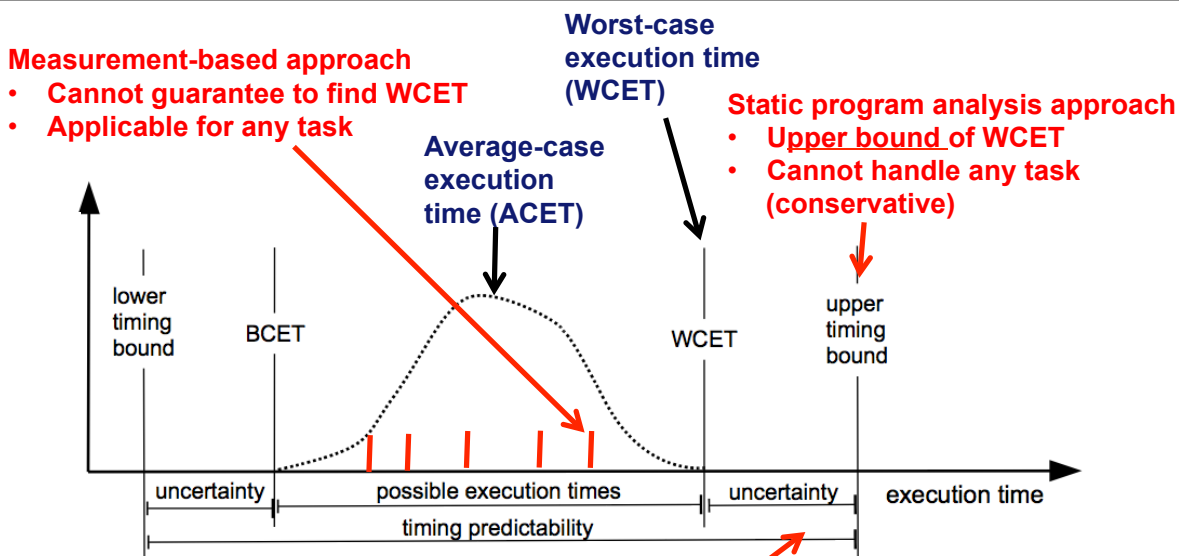 Measurement-based approach
• Cannot guarantee to find WCET
• Applicable for any task
Worst-case
execution time
(WCET)
Static program analysis approach
• Upper bound of WCET
• Cannot handle any task
(conservative)
Average-case
execution
time (ACET)
lower
timing
bound
BCET
WCET
upper
timing
bound
uncertainty
possible execution times
uncertainty
execution time
timing predictability